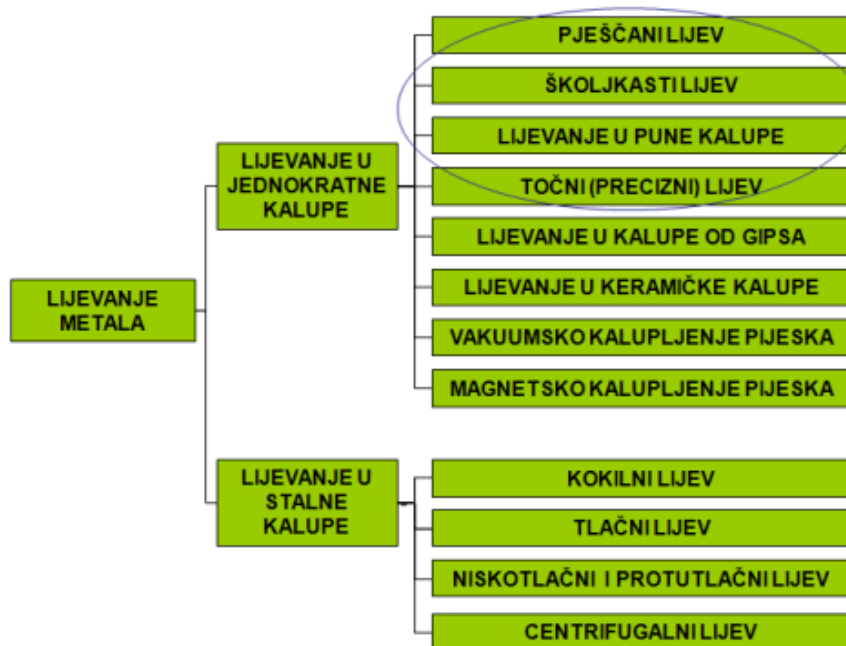 LIJEVANJE
METALA
LIJEVANJE U
JEDNOKRATNE
KALUPE
PJEŠČANI LIJEV
ŠKOLJKASTI LIJEV
LIJEVANJE U PUNE KALUPE
TOČNI (PRECIZNI) LIJEV
LIJEVANJE U KALUPE OD GIPSA
LIJEVANJE U KERAMIČKE KALUPE
VAKUUMSKO KALUPLJENJE PIJESKA
MAGNETSKO KALUPLJENJE PIJESKA
LIJEVANJE U
STALNE
KALUPE
KOKILNI LIJEV
TLAČNI LIJEV
NISKOTLAČNI I PROTUTLAČNI LIJEV
CENTRIFUGALNI LIJEV